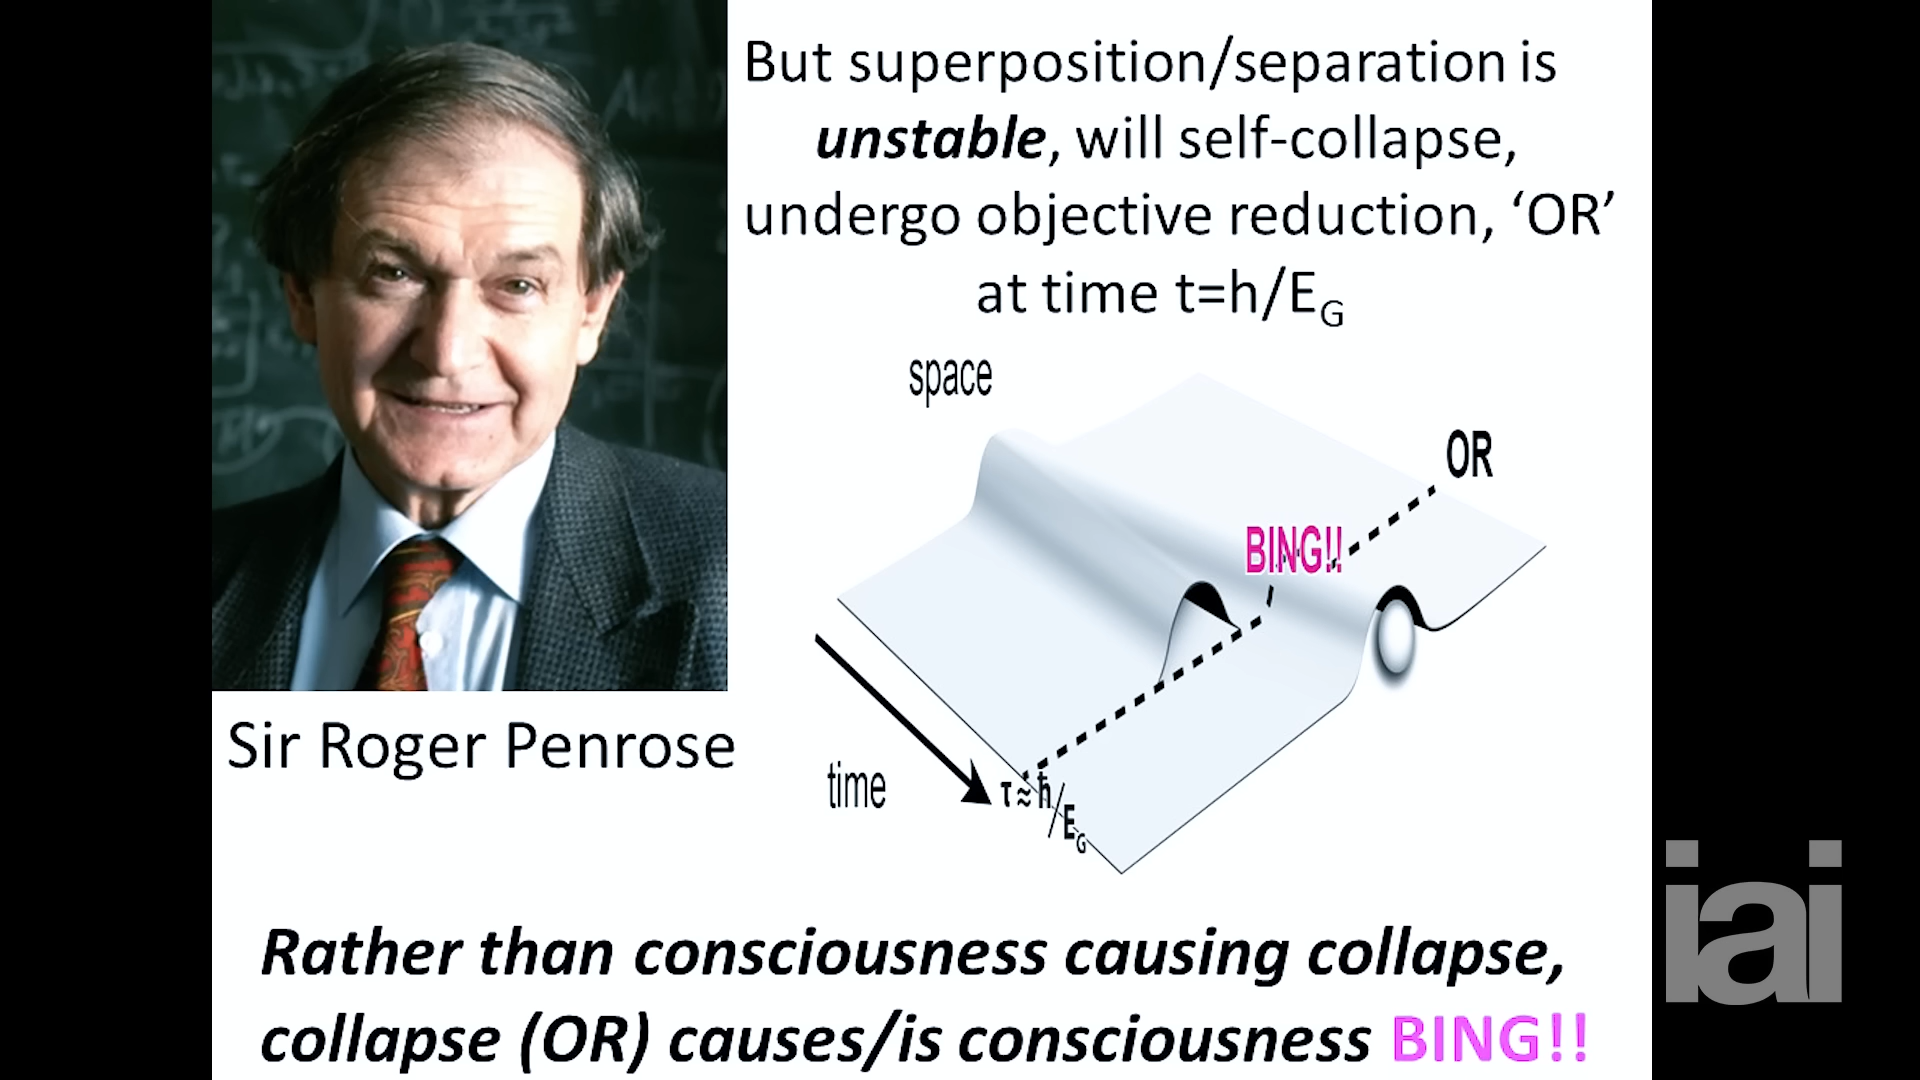 But superposition/separation is
unstable, will self-collapse,
undergo objective reduction, ‘OR’
at time t=h/EG
space
OR
BING!!
Sir Roger Penrose
time
τ ≈ ħ/EG
iai
Rather than consciousness causing collapse,
collapse (OR) causes/is consciousness BING!!